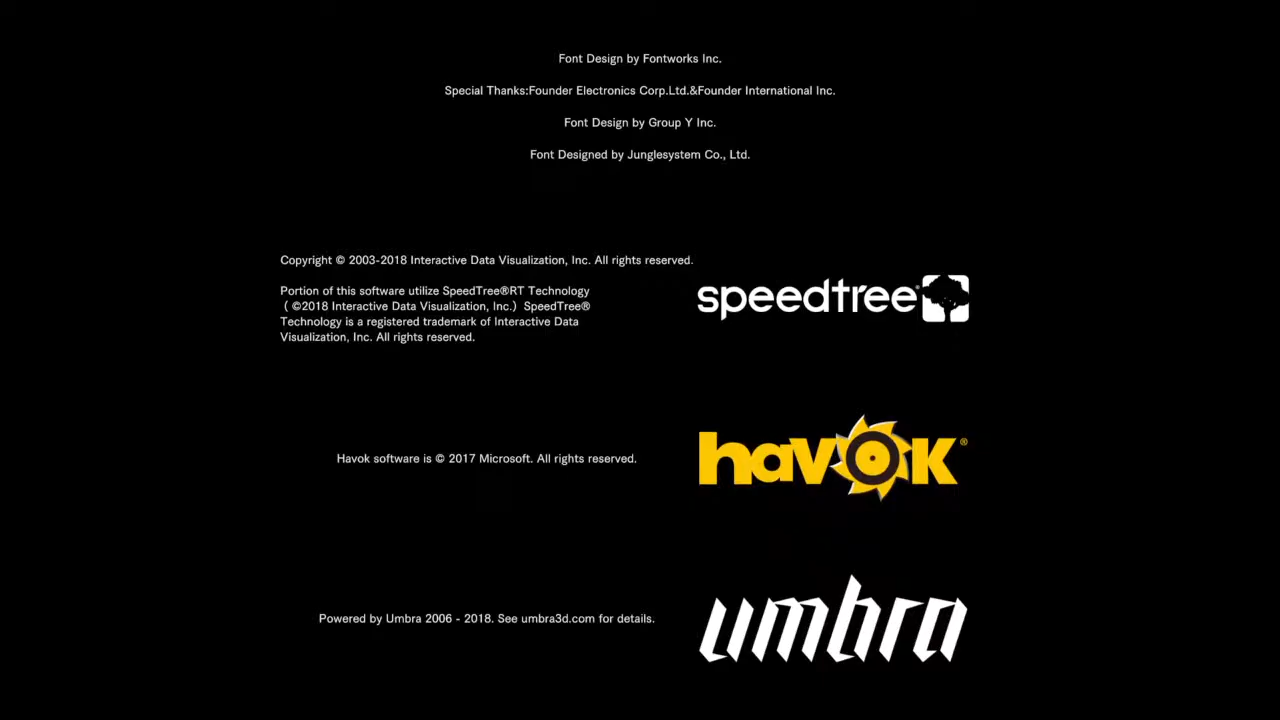 Font Design by Fontworks Inc.
Special Thanks:Founder Electronics Corp.Ltd.&Founder International Inc.
Font Design by Group Y Inc.
Font Designed by Junglesystem Co., Ltd.
Copyright © 2003-2018 Interactive Data Visualization, Inc. All rights reserved.
Portion of this software utilize SpeedTree®RT Technology
( ©2018 Interactive Data Visualization, Inc.) SpeedTree®
Technology is a registered trademark of Interactive Data
Visualization, Inc. All rights reserved.
speedtree®
Havok software is © 2017 Microsoft. All rights reserved.
havok®
Powered by Umbra 2006 - 2018. See umbra3d.com for details.
umbra